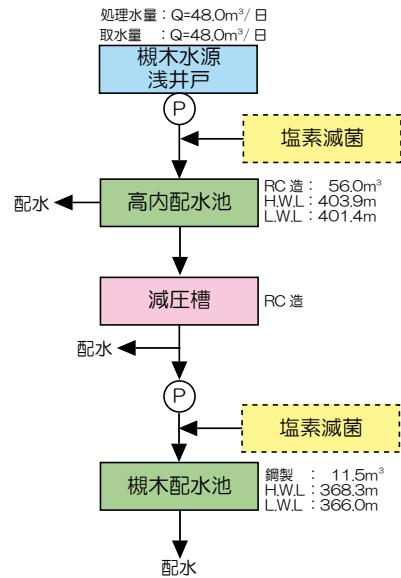 処理水量：Q=48.0m³/日
取水量　：Q=48.0m³/日
槻木水源
浅井戸
P
塩素滅菌
配水
高内配水池
RC造：　56.0m³
H.W.L：403.9m
L.W.L：401.4m
減圧槽
RC造
配水
P
塩素滅菌
槻木配水池
鋼製　：　11.5m³
H.W.L：368.3m
L.W.L：366.0m
配水